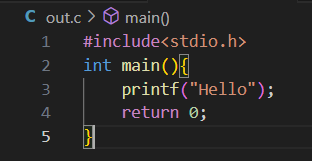 C out.c > main()
1 #include<stdio.h>
2 int main(){
3     printf("Hello");
4     return 0;
5 }